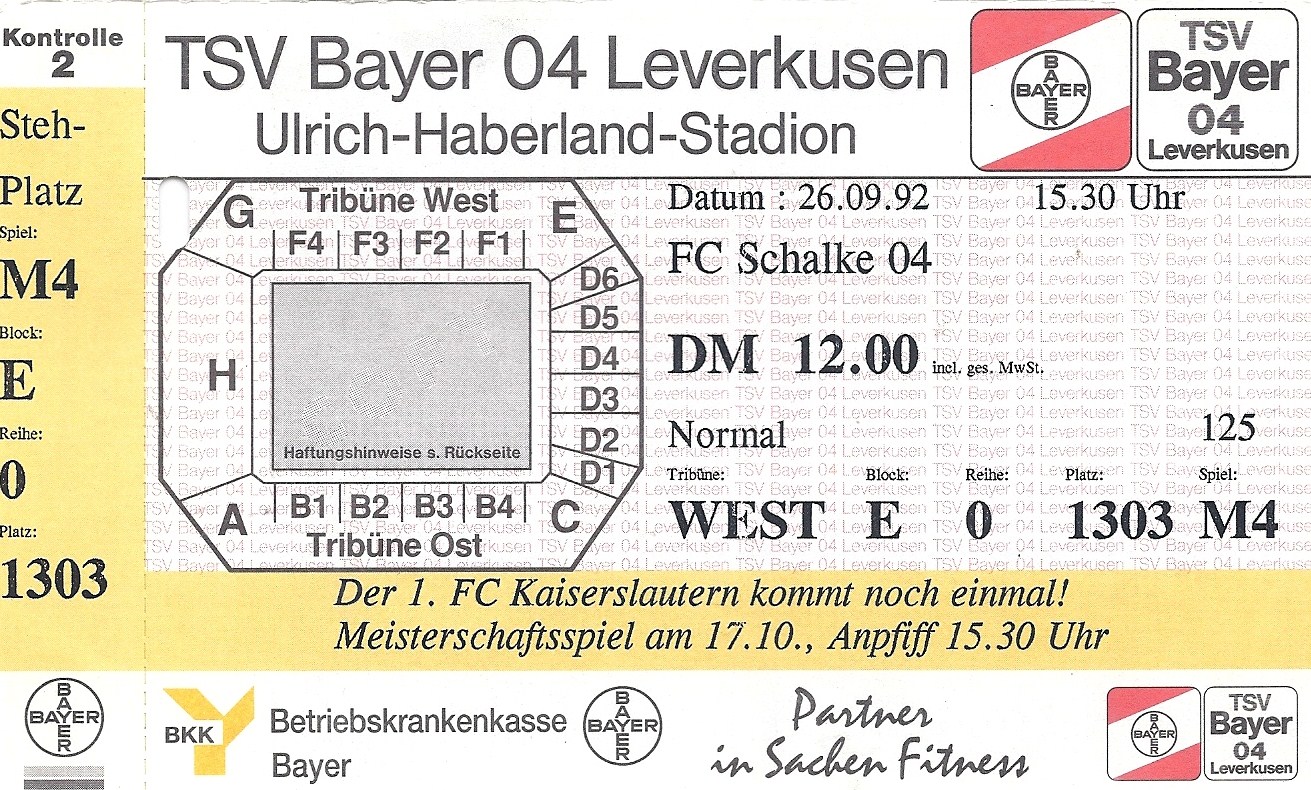 Kontrolle
2
Steh-
Platz
Spiel:
M4
Block:
E
Reihe:
0
Platz:
1303
BAYER
BAYER
TSV Bayer 04 Leverkusen
Ulrich-Haberland-Stadion
BAYER
BAYER
TSV
Bayer
04
Leverkusen
Tribüne West
G
E
F4 F3 F2 F1
D6
D5
D4
D3
D2
D1
H
Haftungshinweise s. Rückseite
A
B1 B2 B3 B4
C
Tribüne Ost
Datum : 26.09.92 15.30 Uhr
FC Schalke 04
DM 12.00 incl. ges. MwSt.
Normal 125
Tribüne: Block: Reihe: Platz: Spiel:
WEST E 0 1303 M4
Der 1. FC Kaiserslautern kommt noch einmal!
Meisterschaftsspiel am 17.10., Anpfiff 15.30 Uhr
BKK
Betriebskrankenkasse
Bayer
BAYER
BAYER
Partner
in Sachen Fitness
BAYER
BAYER
TSV
Bayer
04
Leverkusen